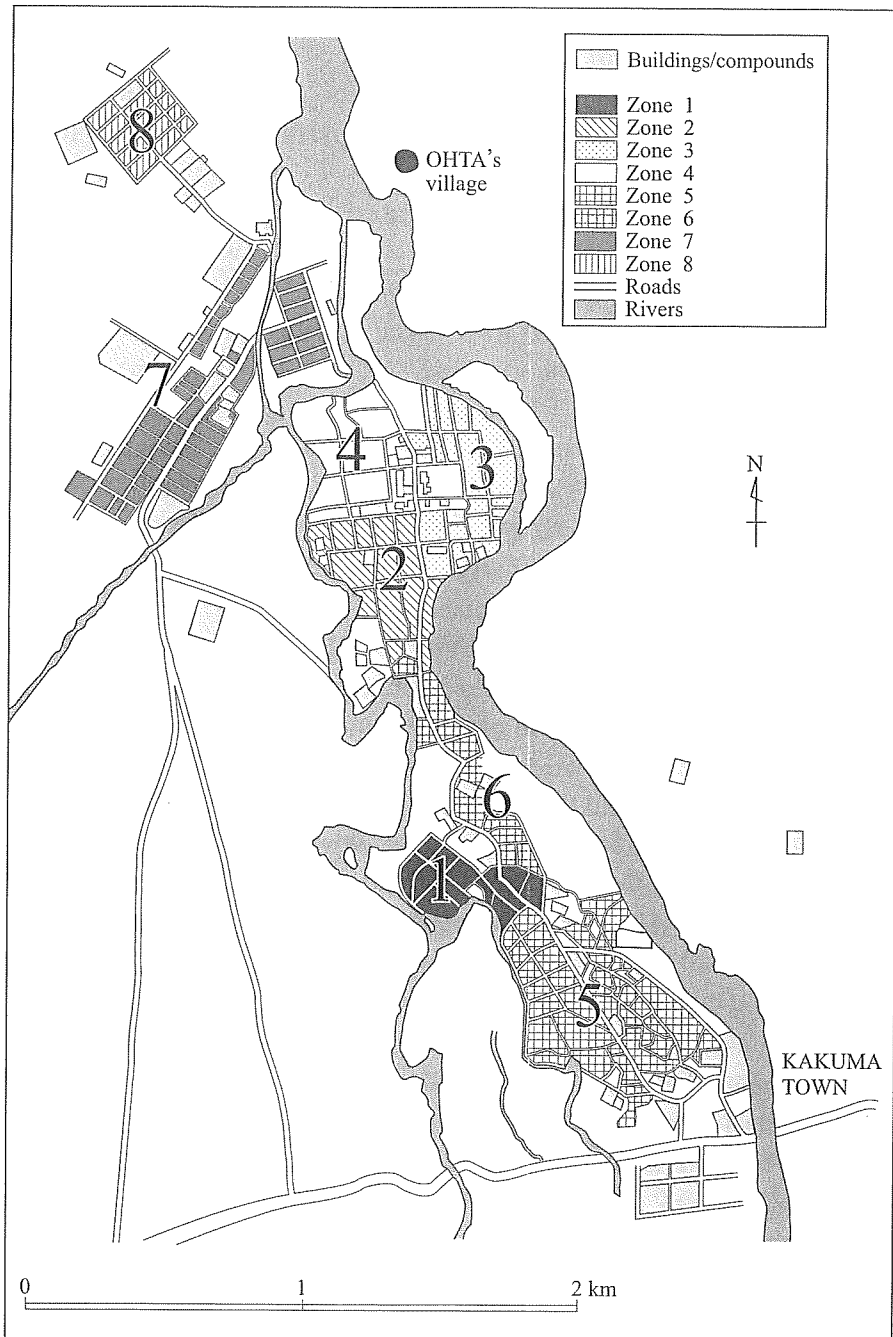 Buildings/compounds
Zone 1
Zone 2
Zone 3
Zone 4
Zone 5
Zone 6
Zone 7
Zone 8
Roads
Rivers
8
OHTA's
village
7
4
3
N
2
6
1
5
KAKUMA
TOWN
0 1 2 km